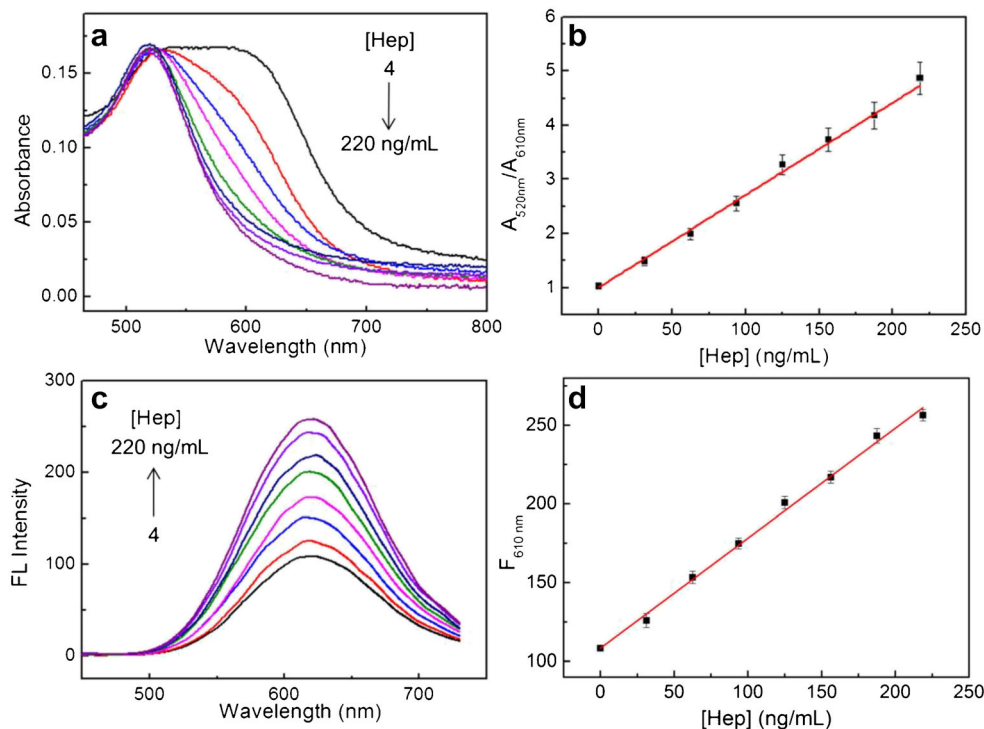 a
[Hep]
4
220 ng/mL
Absorbance
0.15
0.10
0.05
0.00
500
600
700
800
Wavelength (nm)
b
A520nm/A610nm
6
5
4
3
2
1
0
50
100
150
200
250
[Hep] (ng/mL)
c
[Hep]
220 ng/mL
4
FL Intensity
300
200
100
0
500
600
700
Wavelength (nm)
d
F610 nm
250
200
150
100
0
50
100
150
200
250
[Hep] (ng/mL)